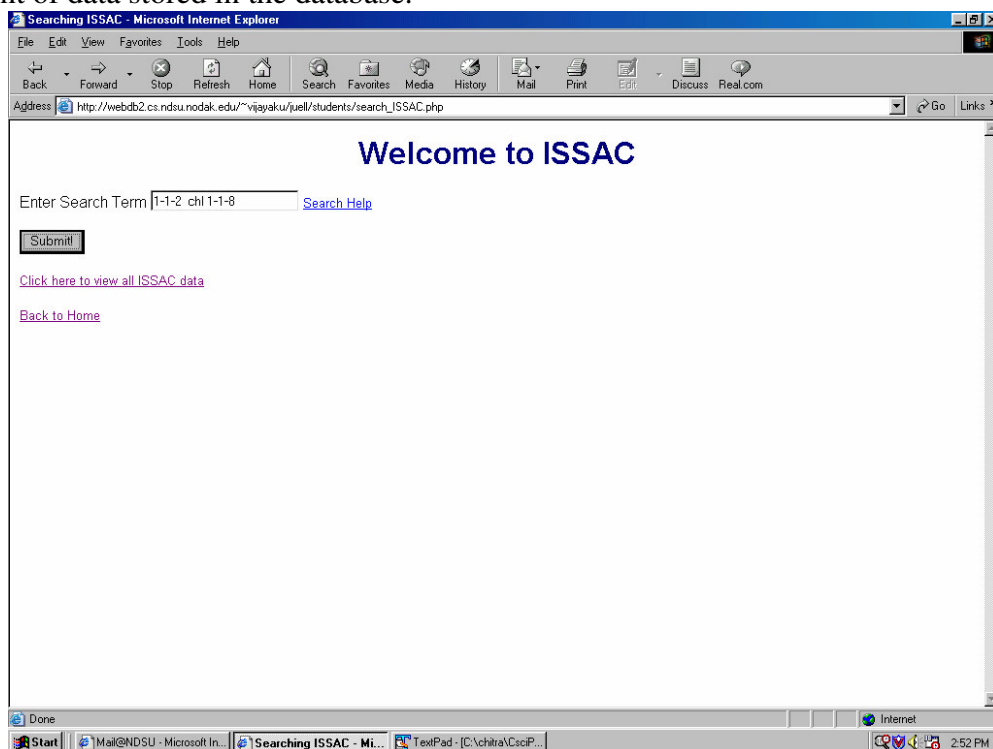 nt of data stored in the database.
Searching ISSAC - Microsoft Internet Explorer
File Edit View Favorites Tools Help
Back Forward Stop Refresh Home Search Favorites Media History Mail Print Edit Discuss Real.com
Address http://webdb2.cs.ndsu.nodak.edu/~vijayaku/juell/students/search_ISSAC.php Go Links
Welcome to ISSAC
Enter Search Term 1-1-2 chl 1-1-8 Search Help
Submit!
Click here to view all ISSAC data
Back to Home
Done Internet
Start Mail@NDSU - Microsoft In... Searching ISSAC - Mi... TextPad - [C:\chitra\CsciP... 2:52 PM